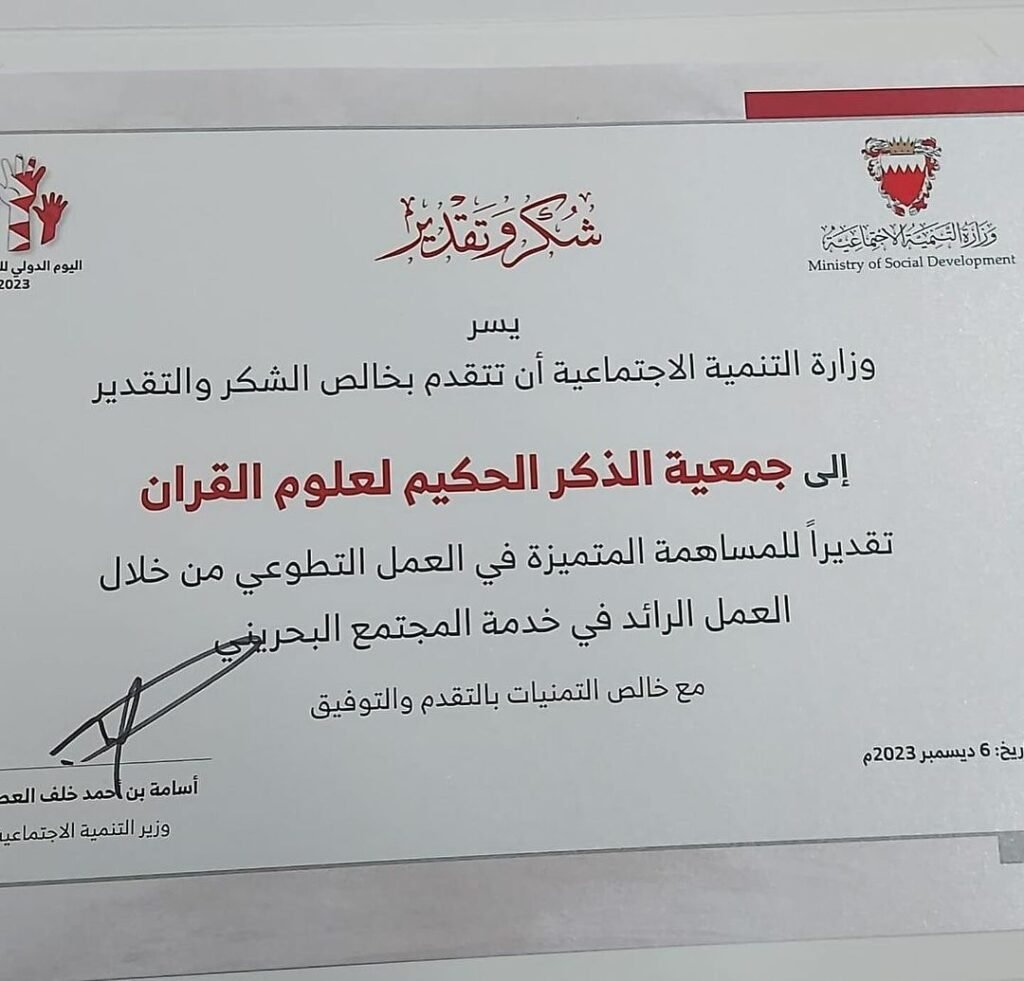 وزارة التنمية الاجتماعية
Ministry of Social Development
شُكر وَتَقدير
اليوم الدولي
2023
يسر
وزارة التنمية الاجتماعية أن تتقدم بخالص الشكر والتقدير
إلى جمعية الذكر الحكيم لعلوم القران
تقديراً للمساهمة المتميزة في العمل التطوعي من خلال
العمل الرائد في خدمة المجتمع البحريني
مع خالص التمنيات بالتقدم والتوفيق
6 ديسمبر 2023م
أسامة بن أحمد خلف
وزير التنمية الاجتماعية